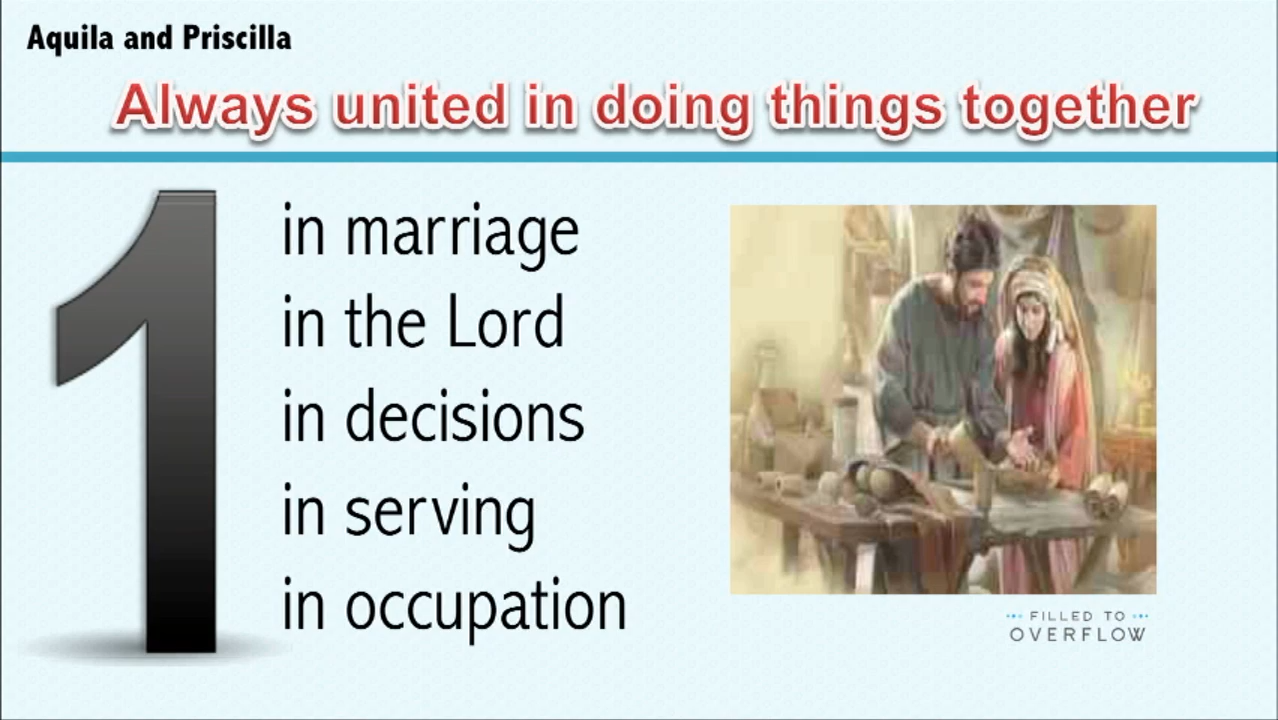 Aquila and Priscilla
Always united in doing things together
1
in marriage
in the Lord
in decisions
in serving
in occupation
FILLED TO
OVERFLOW